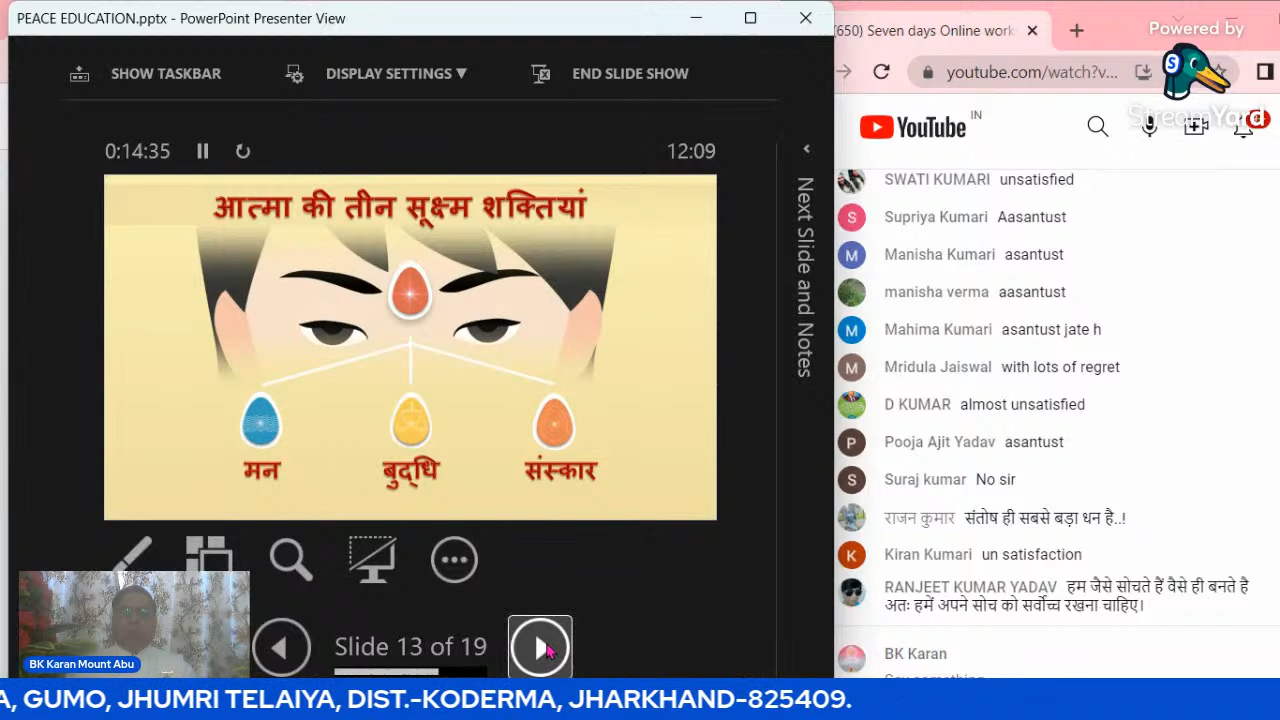 PEACE EDUCATION.pptx - PowerPoint Presenter View
SHOW TASKBAR
DISPLAY SETTINGS ▼
END SLIDE SHOW
0:14:35
12:09
आत्मा की तीन सूक्ष्म शक्तियां
मन
बुद्धि
संस्कार
Next Slide and Notes
Slide 13 of 19
BK Karan Mount Abu
(650) Seven days Online work
Powered by
StreamYard
youtube.com/watch?v...
YouTube IN
SWATI KUMARI unsatisfied
S Supriya Kumari Aasantust
M Manisha Kumari asantust
manisha verma aasantust
M Mahima Kumari asantust jate h
M Mridula Jaiswal with lots of regret
D KUMAR almost unsatisfied
P Pooja Ajit Yadav asantust
S Suraj kumar No sir
राजन कुमार संतोष ही सबसे बड़ा धन है..!
K Kiran Kumari un satisfaction
RANJEET KUMAR YADAV हम जैसे सोचते हैं वैसे ही बनते है
अतः हमें अपने सोच को सर्वोच्च रखना चाहिए।
BK Karan
A, GUMO, JHUMRI TELAIYA, DIST.-KODERMA, JHARKHAND-825409.